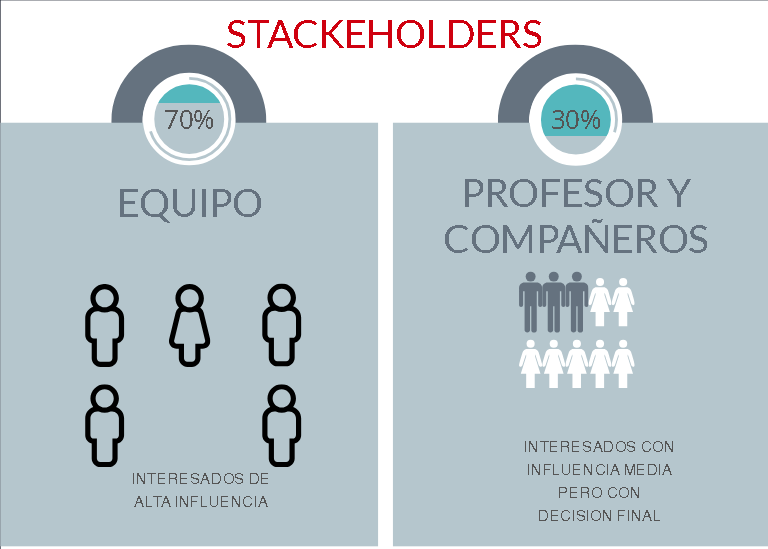 STACKEHOLDERS
70%
EQUIPO
INTERESADOS DE
ALTA INFLUENCIA
30%
PROFESOR Y
COMPAÑEROS
INTERESADOS CON
INFLUENCIA MEDIA
PERO CON
DECISION FINAL